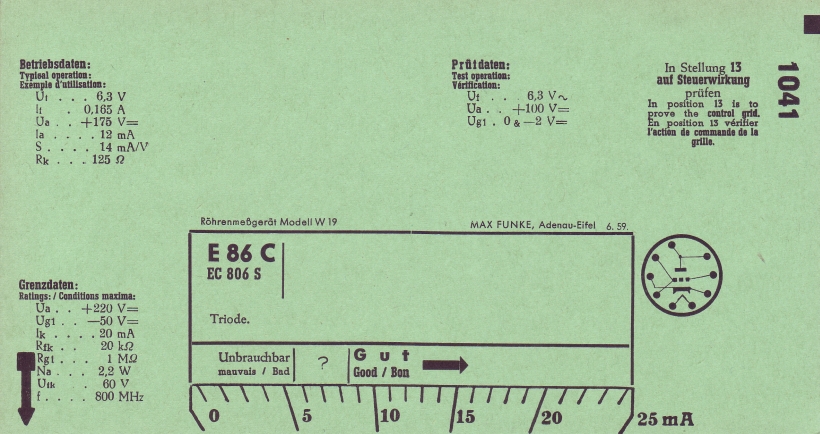 Betriebsdaten:
Typical operation:
Exemple d'utilisation:
Uf . . . 6,3 V
If . 0,165 A
Ua . . +175 V=
Ia . . . . 12 mA
S . . . . 14 mA/V
Rk . . . 125 Ω
Prüfdaten:
Test operation:
Vérification:
Uf . . 6,3 V~
Ua . . +100 V=
Ug1 . 0 & –2 V=
In Stellung 13
auf Steuerwirkung
prüfen
In position 13 is to
prove the control grid.
En position 13 vérifier
l'action de commande de la
grille.
1041
Röhrenmeßgerät Modell W 19
MAX FUNKE, Adenau-Eifel 6. 59.
E 86 C
EC 806 S
Triode.
Unbrauchbar
mauvais / Bad
?
Gut
Good / Bon
0 5 10 15 20 25 mA
Grenzdaten:
Ratings: / Conditions maxima:
Ua . . +220 V=
Ug1 . . –50 V=
Ik . . . . 20 mA
Rfk . . 20 kΩ
Rg1 . . . 1 MΩ
Na . . . 2,2 W
Ufk . . 60 V
f . . . . 800 MHz